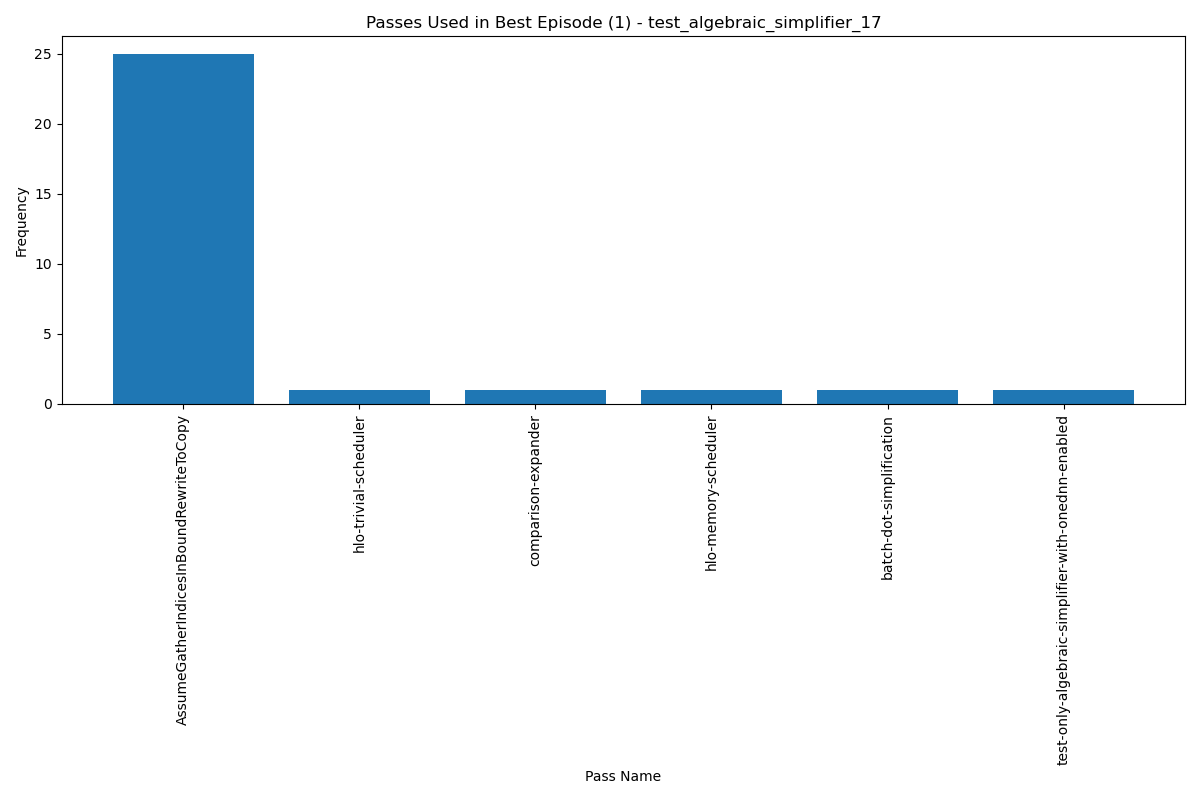 Passes Used in Best Episode (1) - test_algebraic_simplifier_17
Frequency
25
20
15
10
5
0
AssumeGatherIndicesInBoundRewriteToCopy
hlo-trivial-scheduler
comparison-expander
hlo-memory-scheduler
batch-dot-simplification
test-only-algebraic-simplifier-with-onednn-enabled
Pass Name